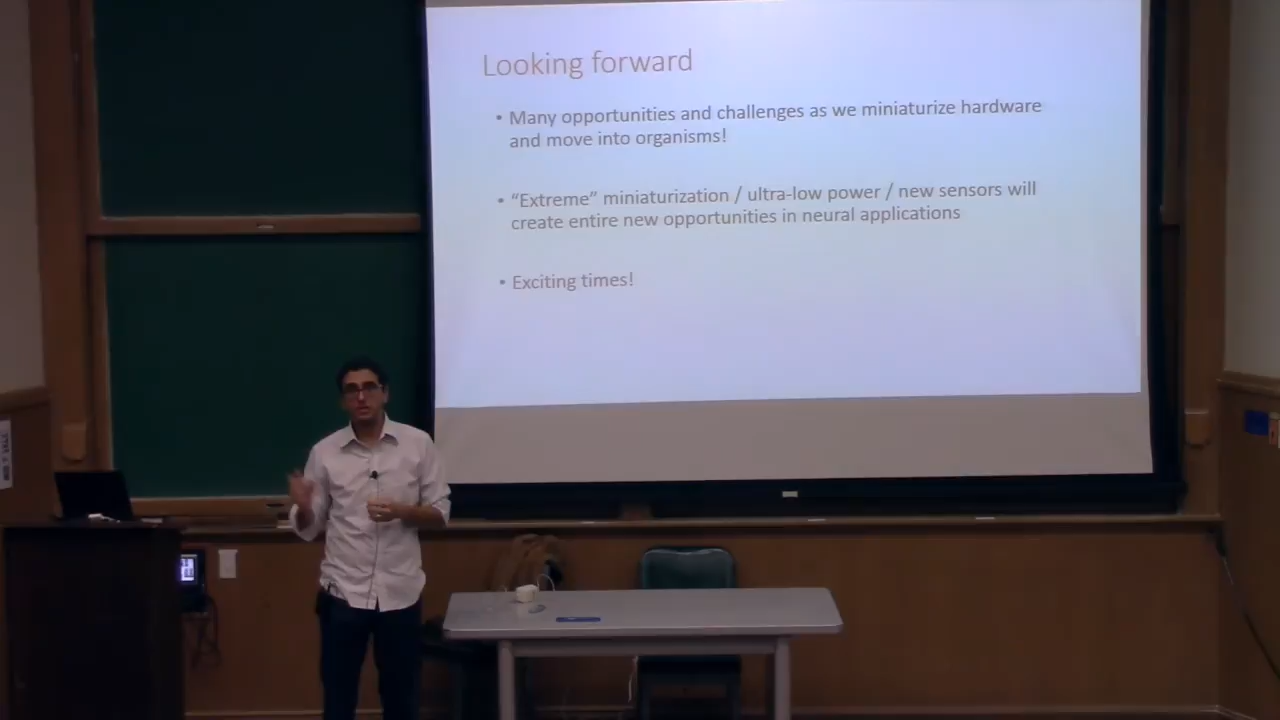 Looking forward
• Many opportunities and challenges as we miniaturize hardware
and move into organisms!
• “Extreme” miniaturization / ultra-low power / new sensors will
create entire new opportunities in neural applications
• Exciting times!